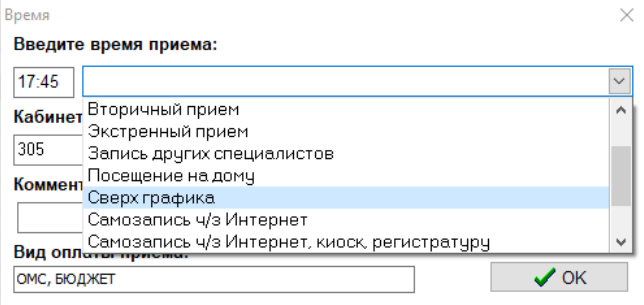 Время
Введите время приема:
17:45
Вторичный прием
Кабинет
Экстренный прием
305
Запись других специалистов
Посещение на дому
Коммент
Сверх графика
Самозапись ч/з Интернет
Самозапись ч/з Интернет, киоск, регистратуру
Вид оплаты приема:
ОМС, БЮДЖЕТ
OK